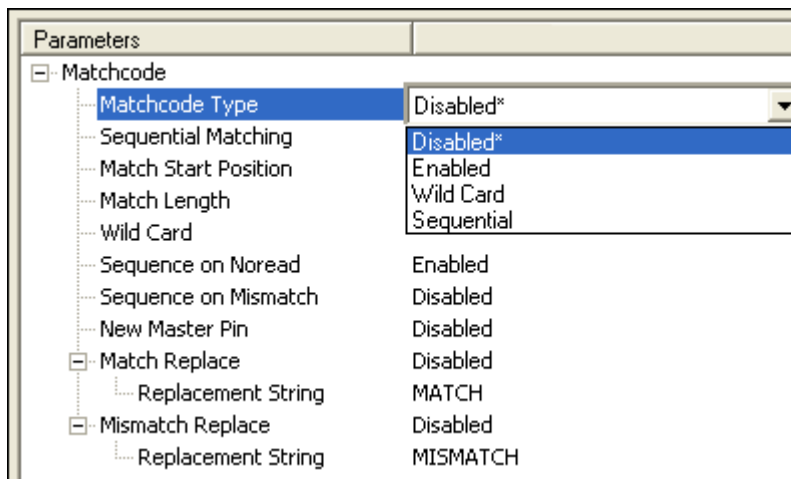 Parameters
Matchcode
Matchcode Type Disabled*
Sequential Matching Disabled*
Match Start Position Enabled
Match Length Wild Card
Wild Card Sequential
Sequence on Noread Enabled
Sequence on Mismatch Disabled
New Master Pin Disabled
Match Replace Disabled
Replacement String MATCH
Mismatch Replace Disabled
Replacement String MISMATCH